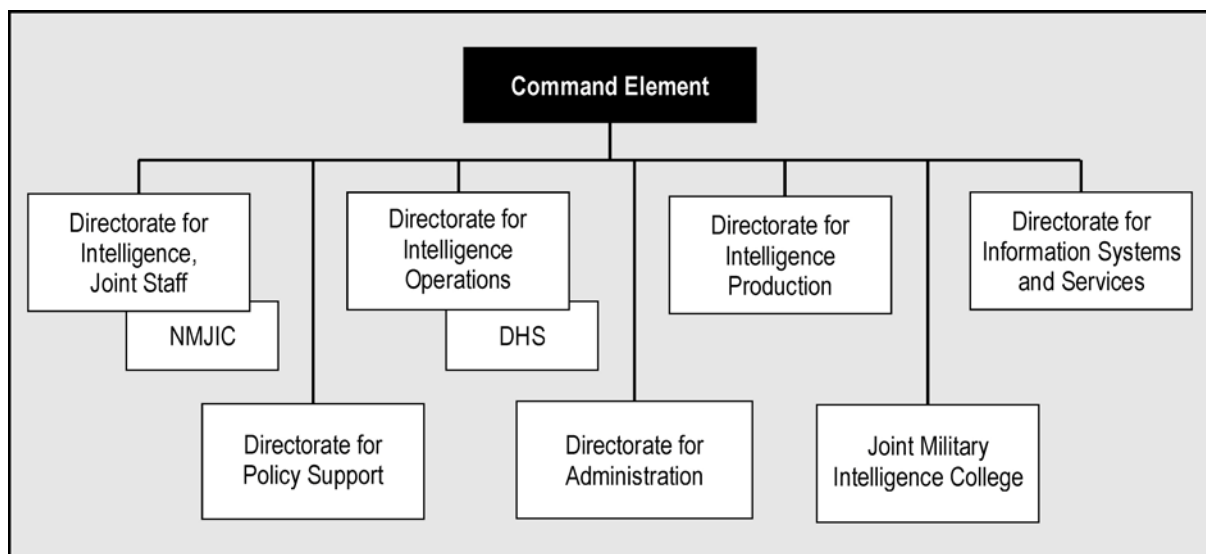 Command Element
Directorate for
Intelligence,
Joint Staff
NMJIC
Directorate for
Intelligence
Operations
DHS
Directorate for
Intelligence
Production
Directorate for
Information Systems
and Services
Directorate for
Policy Support
Directorate for
Administration
Joint Military
Intelligence College